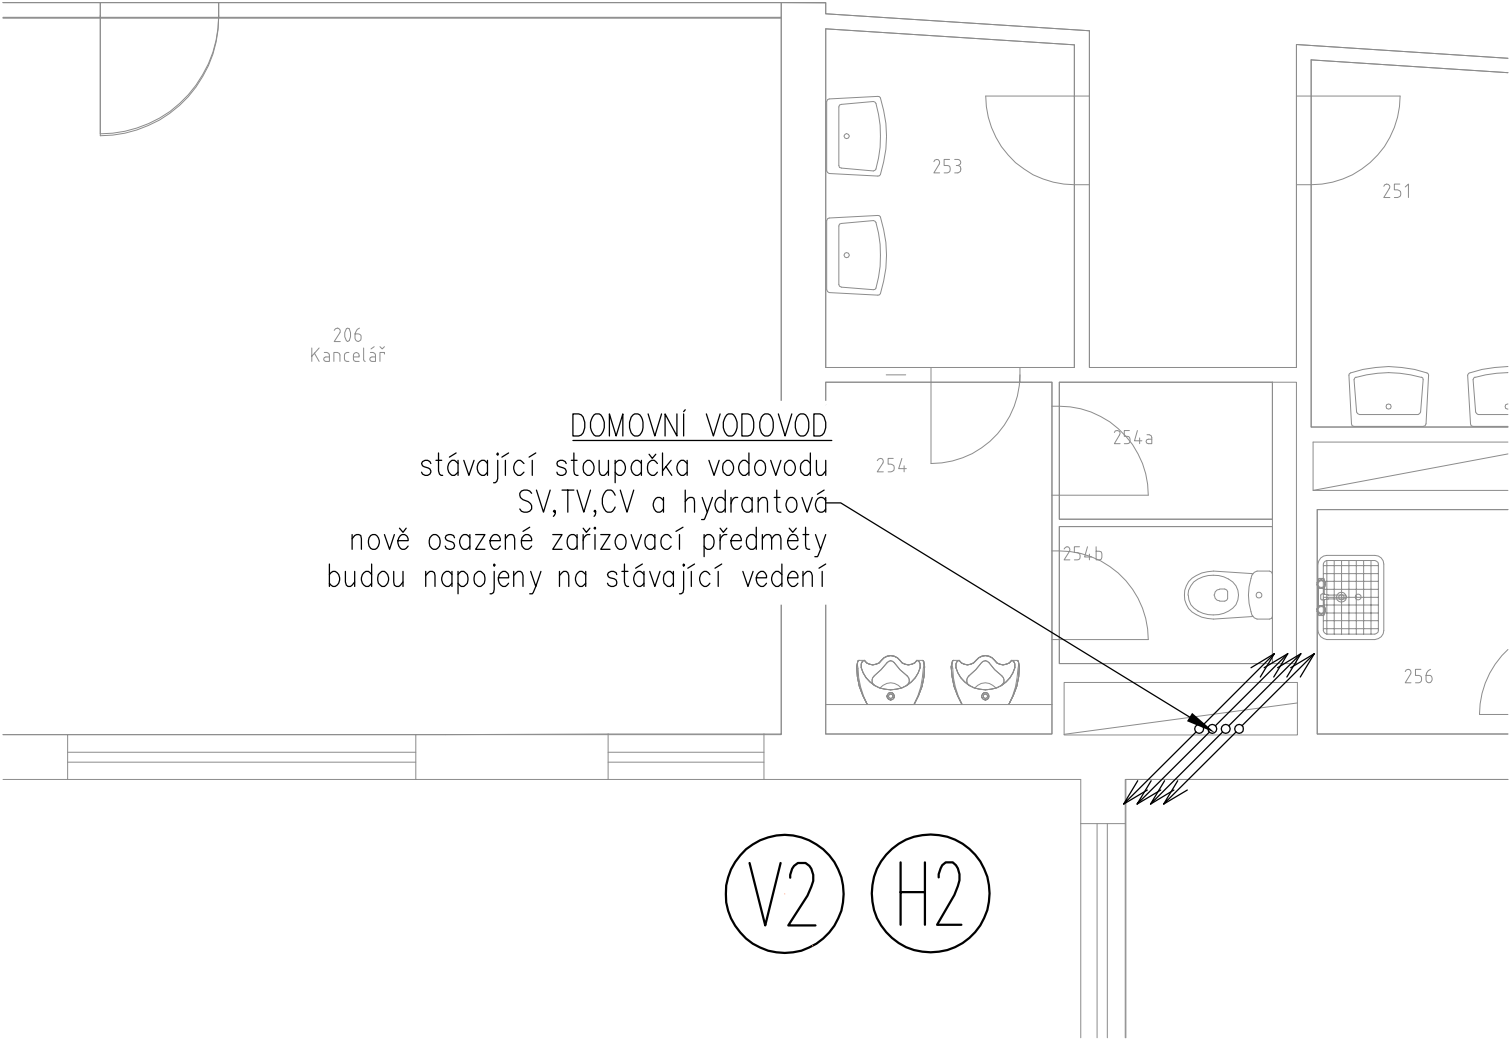 253
251
206
Kancelář
DOMOVNÍ VODOVOD
stávající stoupačka vodovodu
SV,TV,CV a hydrantová
nově osazené zařizovací předměty
budou napojeny na stávající vedení
254
254a
254b
256
V2
H2